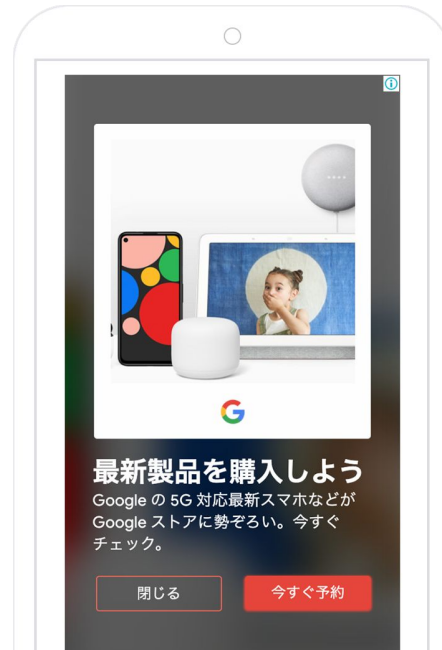 最新製品を購入しよう
Google の 5G 対応最新スマホなどが
Google ストアに勢ぞろい。今すぐ
チェック。
閉じる
今すぐ予約